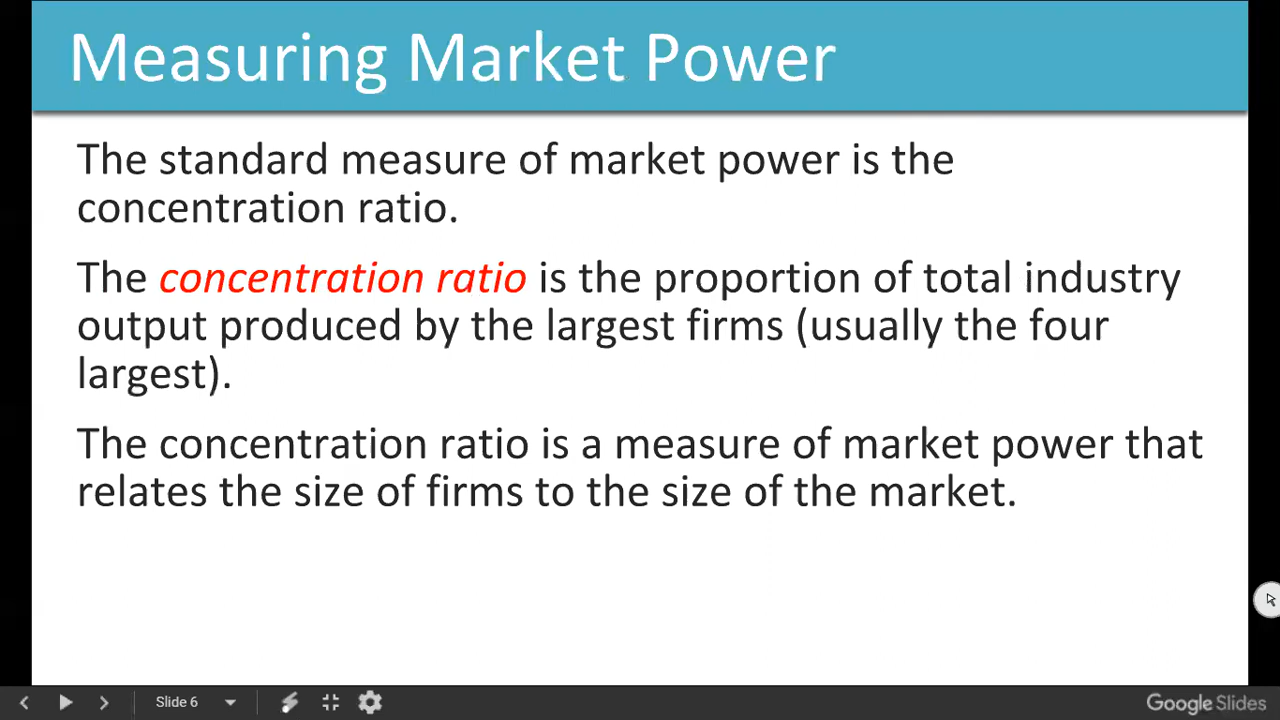 Measuring Market Power
The standard measure of market power is the
concentration ratio.
The concentration ratio is the proportion of total industry
output produced by the largest firms (usually the four
largest).
The concentration ratio is a measure of market power that
relates the size of firms to the size of the market.
Slide 6
Google Slides